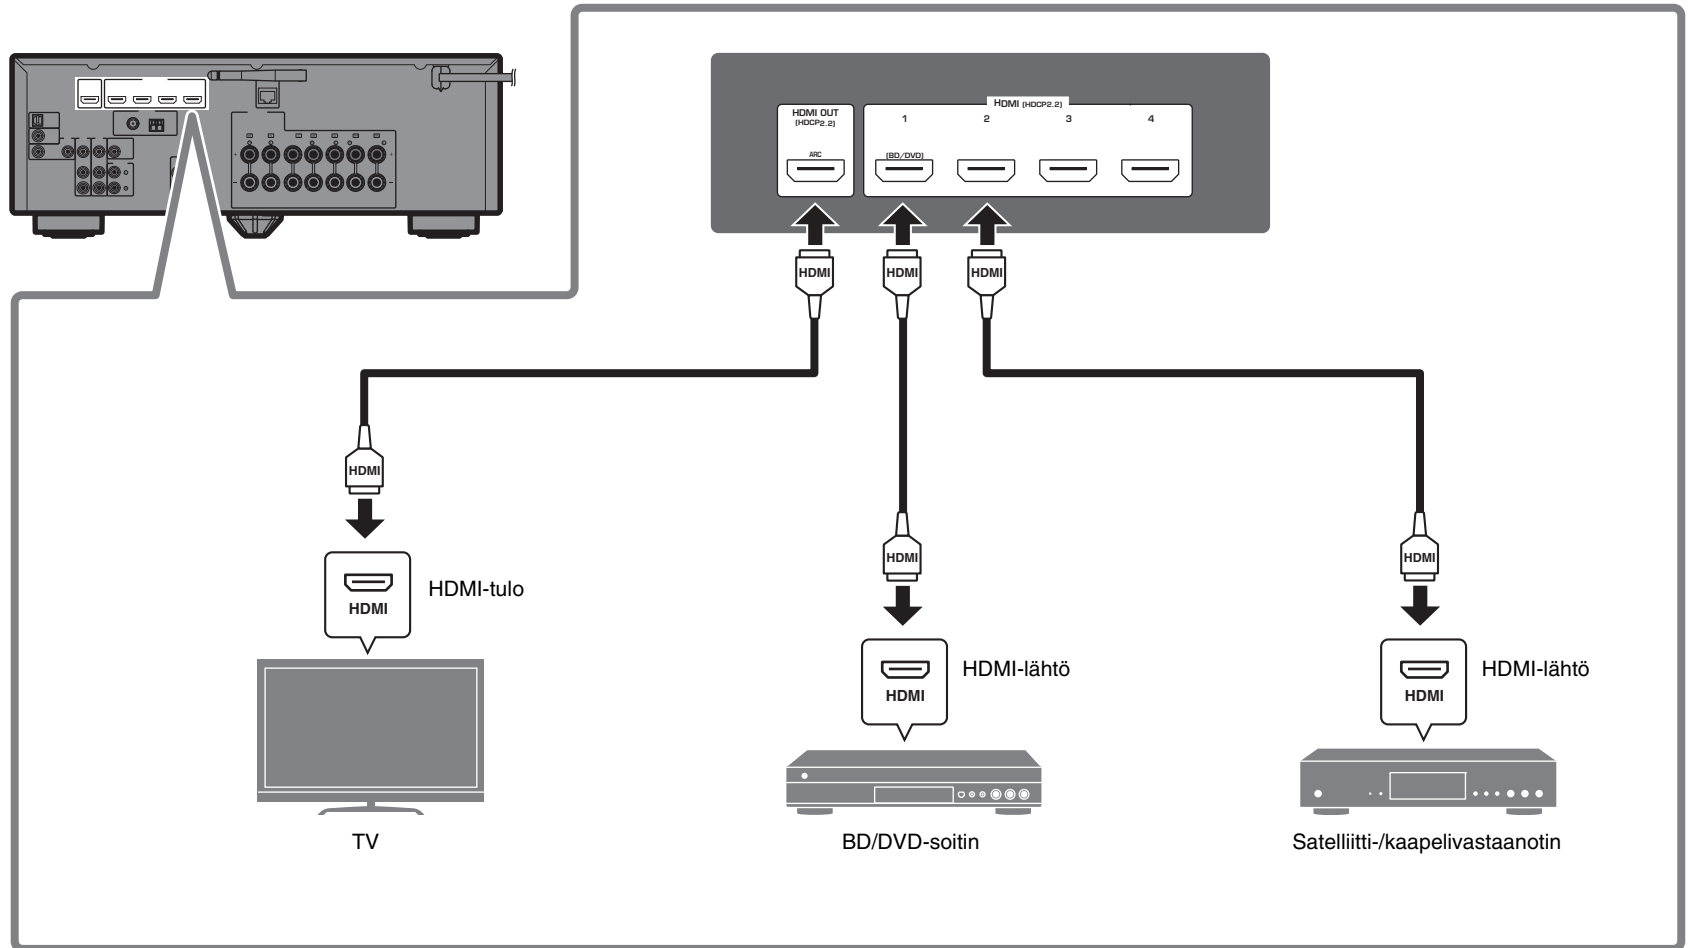 HDMI OUT
(HDCP2.2)
HDMI (HDCP2.2)
1 2 3 4
ARC
(BD/DVD)
HDMI HDMI HDMI
HDMI
HDMI HDMI
HDMI-tulo
HDMI
HDMI-lähtö
HDMI
HDMI-lähtö
HDMI
TV
BD/DVD-soitin
Satelliitti-/kaapelivastaanotin